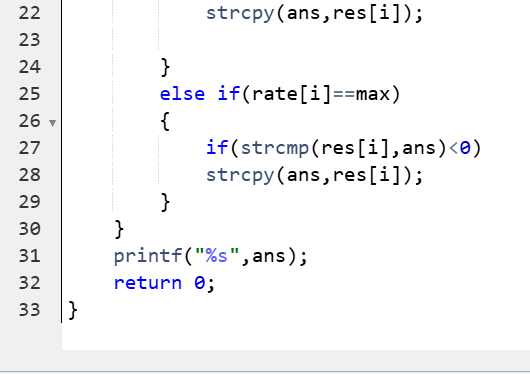 22 strcpy(ans,res[i]);
23
24 }
25 else if(rate[i]==max)
26 {
27 if(strcmp(res[i],ans)<0)
28 strcpy(ans,res[i]);
29 }
30 }
31 printf("%s",ans);
32 return 0;
33 }